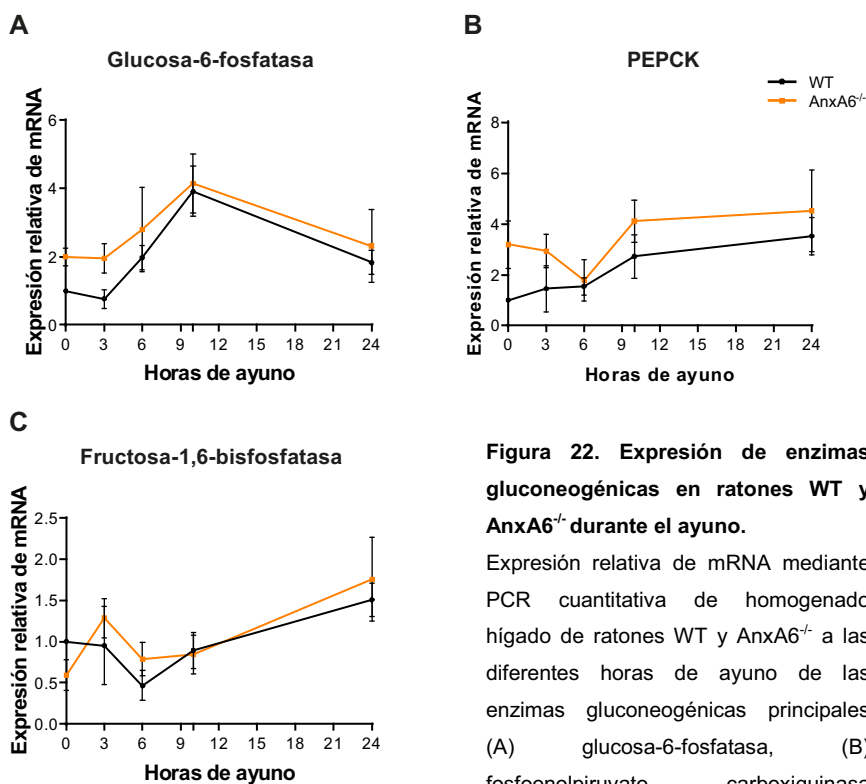 A
Glucosa-6-fosfatasa
Expresión relativa de mRNA
6
4
2
0
0 3 6 9 12 15 18 21 24
Horas de ayuno
B
PEPCK
WT
AnxA6-/-
Expresión relativa de mRNA
8
6
4
2
0
0 3 6 9 12 15 18 21 24
Horas de ayuno
C
Fructosa-1,6-bisfosfatasa
Expresión relativa de mRNA
2.5
2.0
1.5
1.0
0.5
0.0
0 3 6 9 12 15 18 21 24
Horas de ayuno
Figura 22. Expresión de enzimas
gluconeogénicas en ratones WT y
AnxA6-/- durante el ayuno.
Expresión relativa de mRNA mediante
PCR cuantitativa de homogenado
hígado de ratones WT y AnxA6-/- a las
diferentes horas de ayuno de las
enzimas gluconeogénicas principales
(A) glucosa-6-fosfatasa, (B)
fosfoenolpiruvato carboxiquinasa